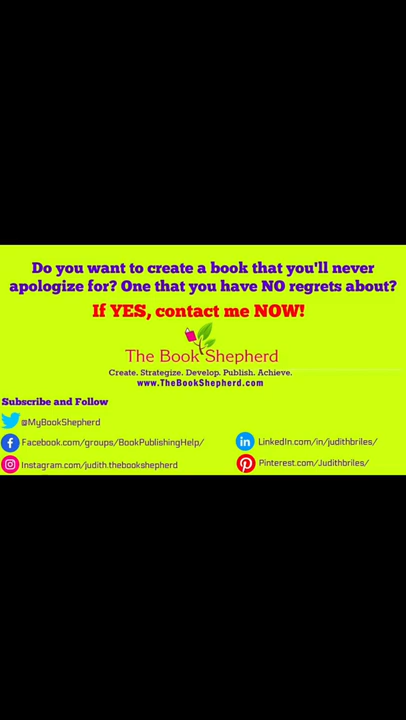 Do you want to create a book that you'll never
apologize for? One that you have NO regrets about?
If YES, contact me NOW!
The Book Shepherd
Create. Strategize. Develop. Publish. Achieve.
www.TheBookShepherd.com
Subscribe and Follow
@MyBookShepherd
Facebook.com/groups/BookPublishingHelp/
LinkedIn.com/in/judithbriles/
Instagram.com/judith.thebookshepherd
Pinterest.com/Judithbriles/